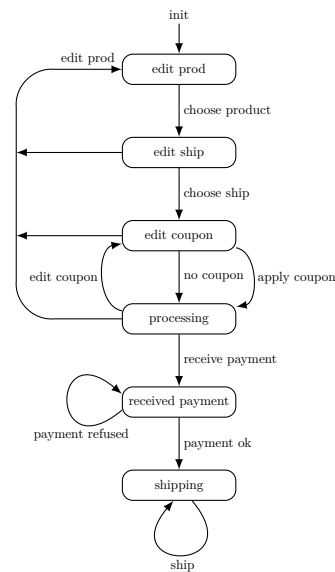 init
edit prod
edit prod
choose product
edit ship
choose ship
edit coupon
edit coupon
no coupon
apply coupon
processing
receive payment
received payment
payment refused
payment ok
shipping
ship